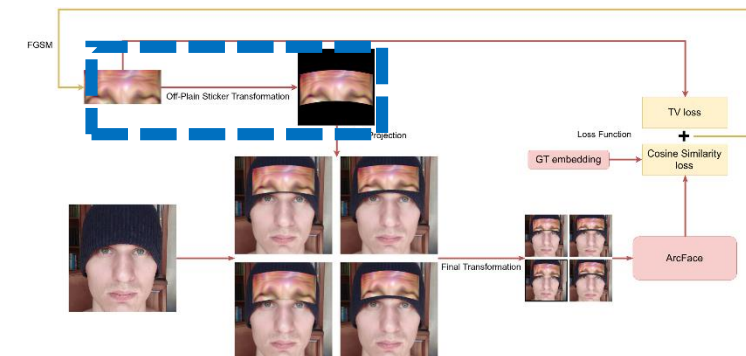 FGSM
Off-Plain Sticker Transformation
Projection
TV loss
Loss Function
+
GT embedding
Cosine Similarity
loss
Final Transformation
ArcFace